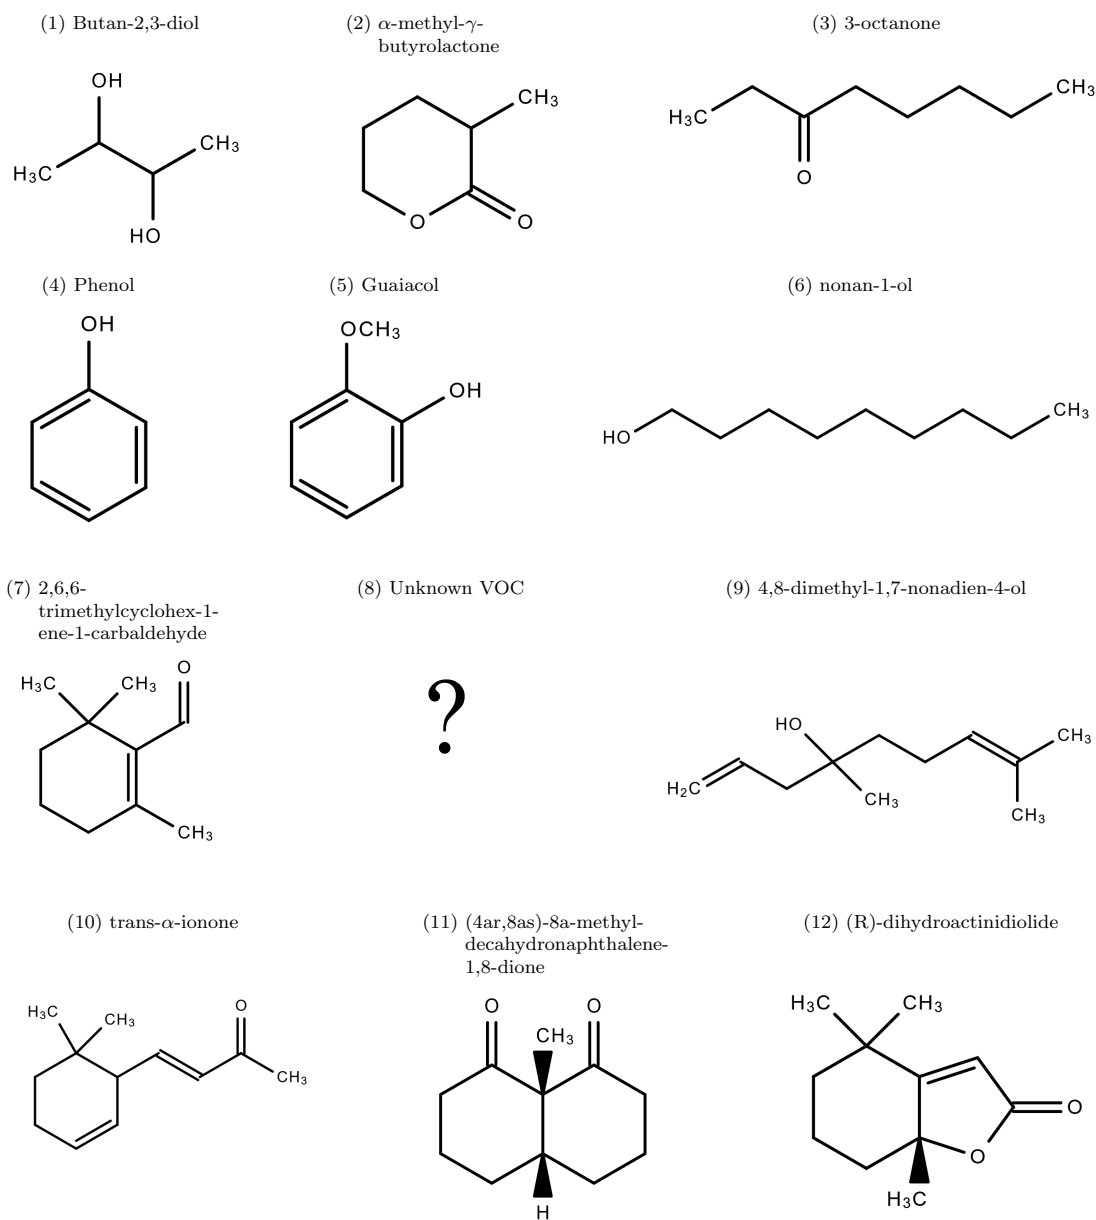 (1) Butan-2,3-diol
OH
CH3
H3C
HO
(2) α-methyl-γ-
butyrolactone
CH3
O
O
(3) 3-octanone
CH3
H3C
O
(4) Phenol
OH
(5) Guaiacol
OCH3
OH
(6) nonan-1-ol
CH3
HO
(7) 2,6,6-
trimethylcyclohex-1-
ene-1-carbaldehyde
O
H3C
CH3
CH3
(8) Unknown VOC
?
(9) 4,8-dimethyl-1,7-nonadien-4-ol
HO
CH3
H2C
CH3
CH3
(10) trans-α-ionone
O
H3C
CH3
CH3
(11) (4ar,8as)-8a-methyl-
decahydronaphthalene-
1,8-dione
O
O
CH3
H
(12) (R)-dihydroactinidiolide
H3C
CH3
O
O
H3C